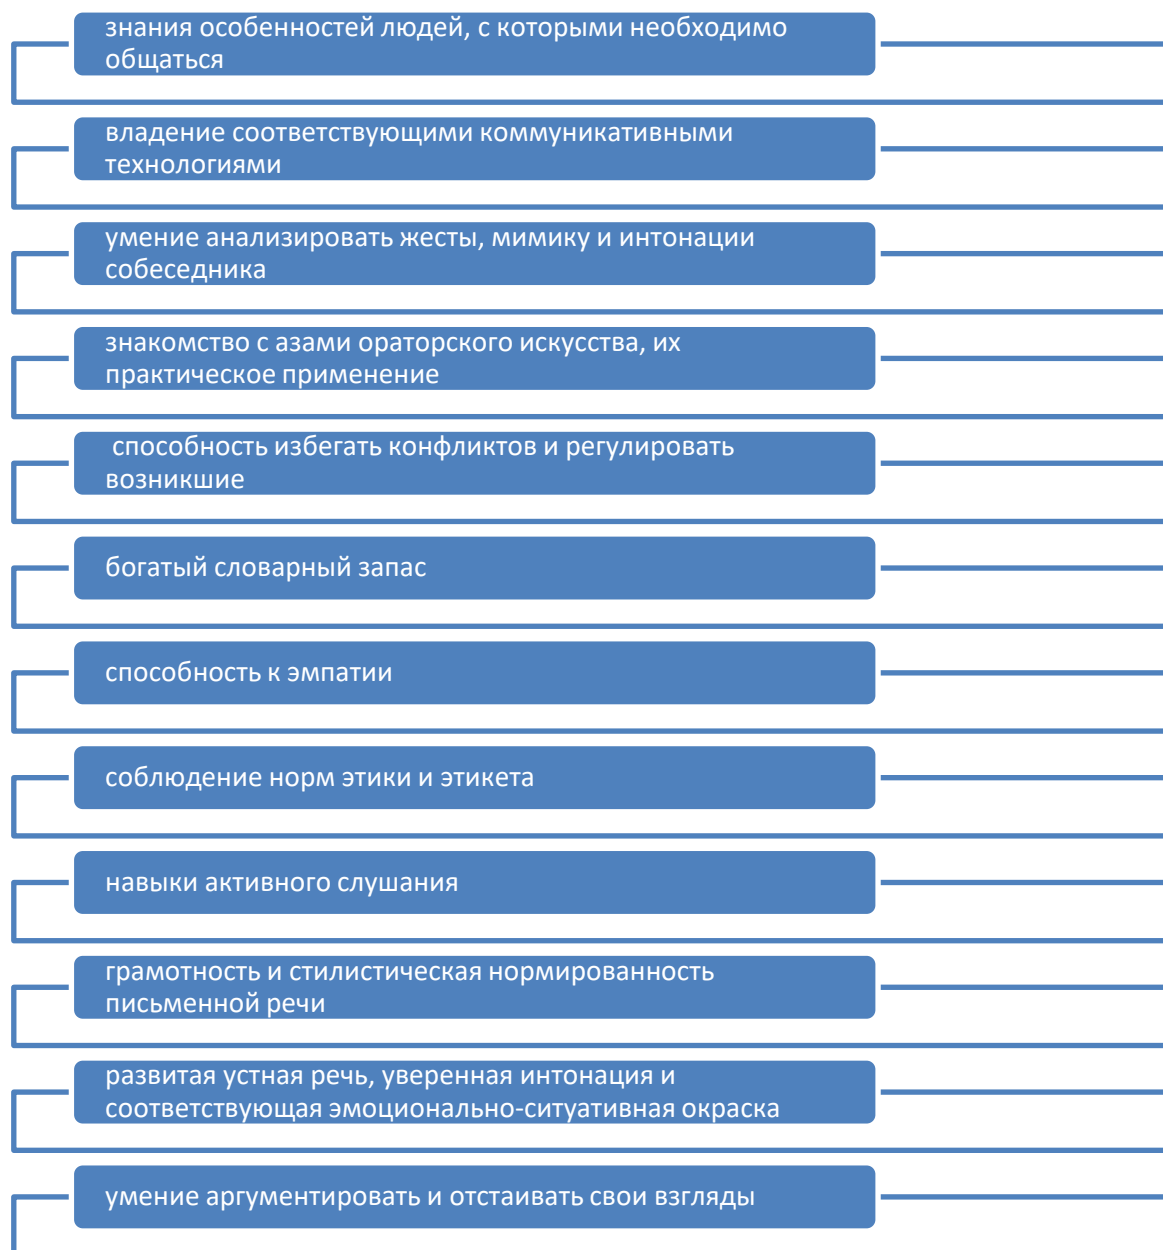 знания особенностей людей, с которыми необходимо
общаться
владение соответствующими коммуникативными
технологиями
умение анализировать жесты, мимику и интонации
собеседника
знакомство с азами ораторского искусства, их
практическое применение
способность избегать конфликтов и регулировать
возникшие
богатый словарный запас
способность к эмпатии
соблюдение норм этики и этикета
навыки активного слушания
грамотность и стилистическая нормированность
письменной речи
развитая устная речь, уверенная интонация и
соответствующая эмоционально-ситуативная окраска
умение аргументировать и отстаивать свои взгляды